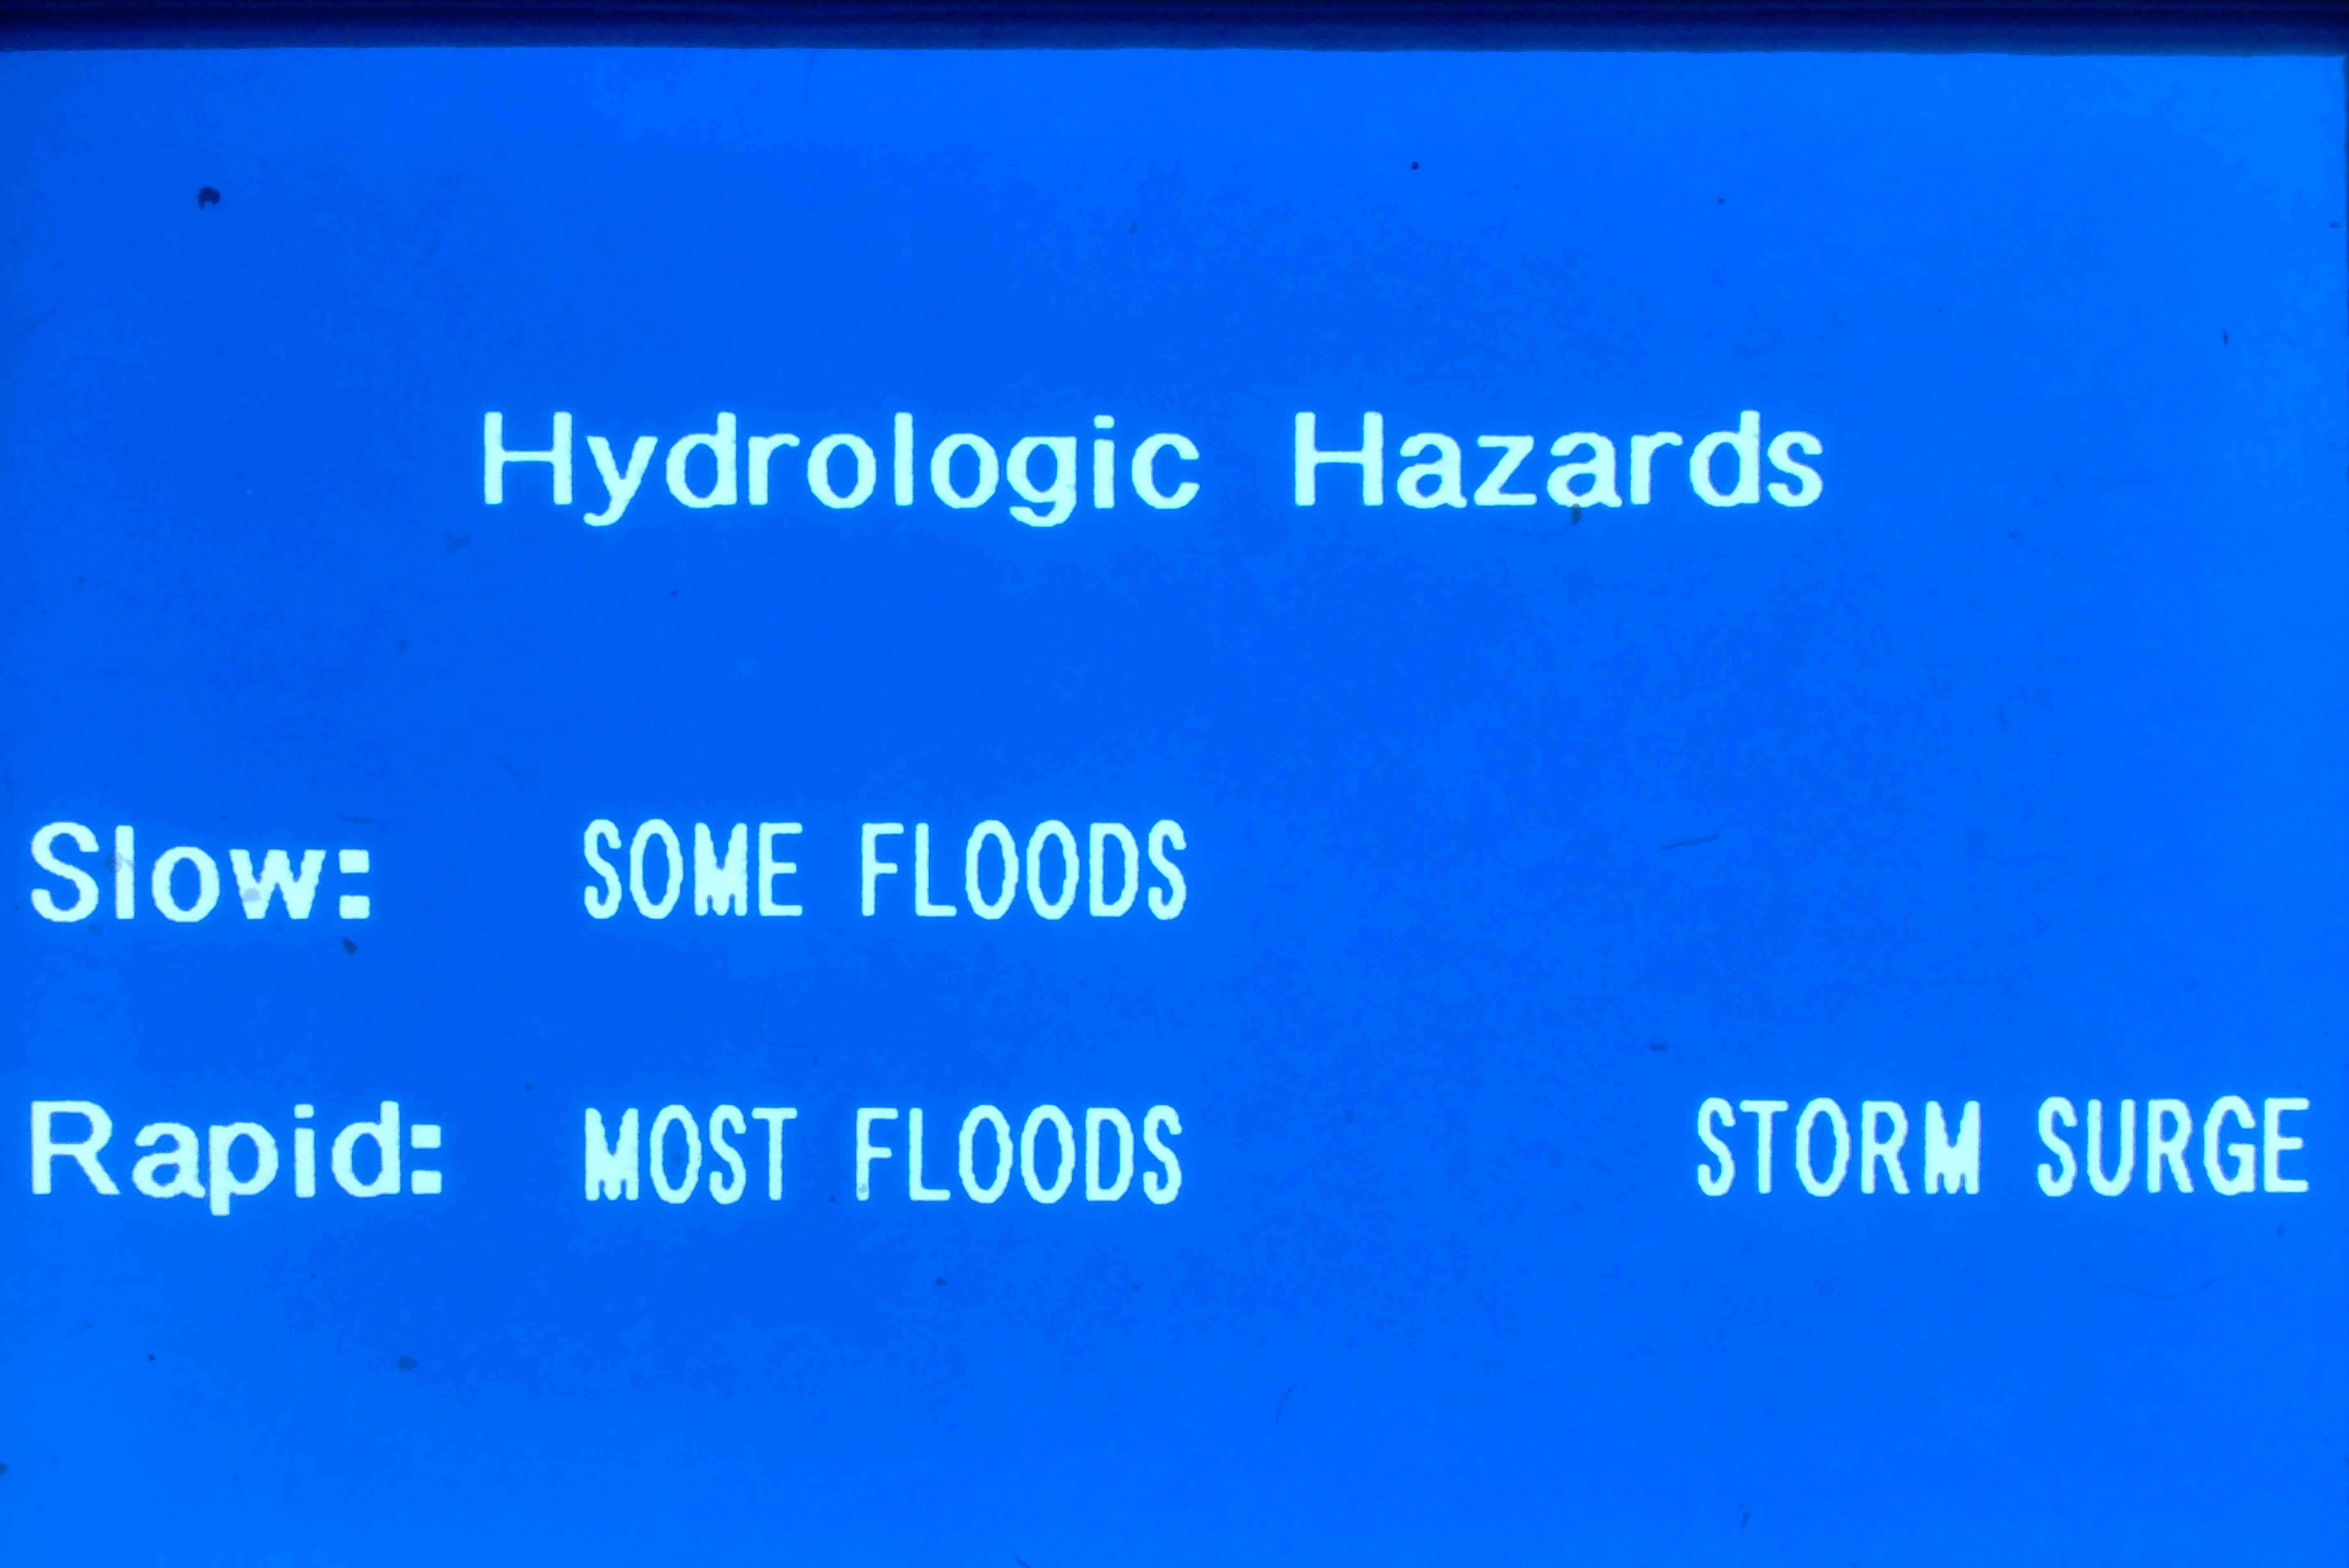 Hydrologic Hazards
Slow: SOME FLOODS
Rapid: MOST FLOODS STORM SURGE